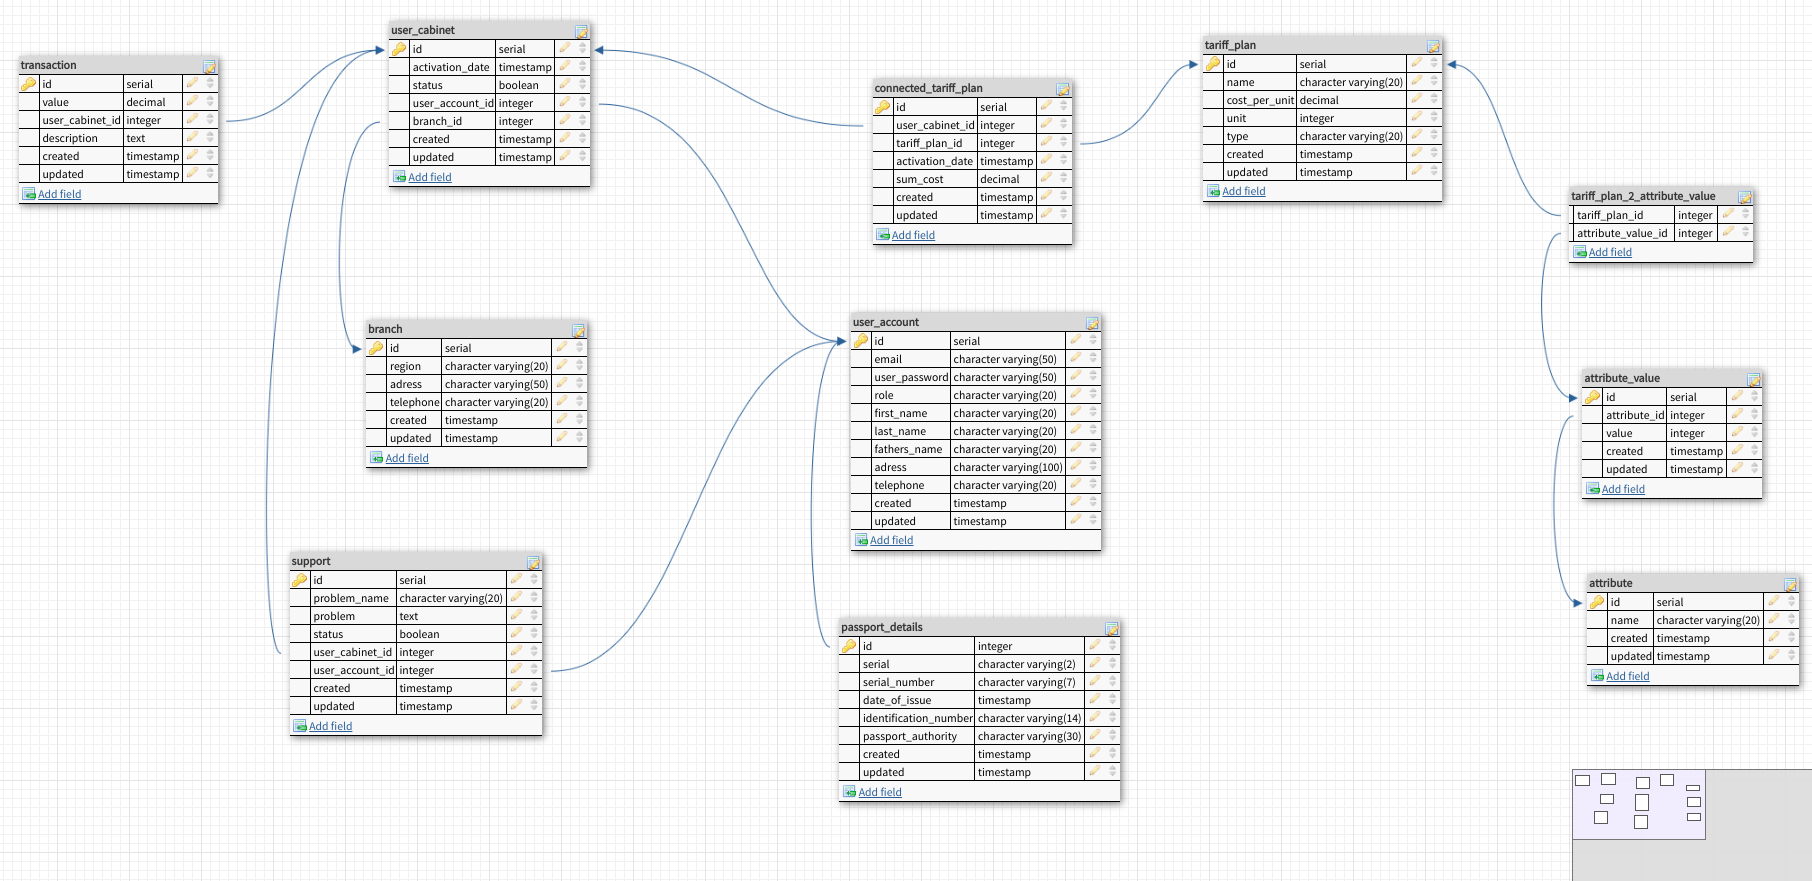 transaction
id serial
value decimal
user_cabinet_id integer
description text
created timestamp
updated timestamp
Add field
user_cabinet
id serial
activation_date timestamp
status boolean
user_account_id integer
branch_id integer
created timestamp
updated timestamp
Add field
connected_tariff_plan
id serial
user_cabinet_id integer
tariff_plan_id integer
activation_date timestamp
sum_cost decimal
created timestamp
updated timestamp
Add field
tariff_plan
id serial
name character varying(20)
cost_per_unit decimal
unit integer
type character varying(20)
created timestamp
updated timestamp
Add field
tariff_plan_2_attribute_value
tariff_plan_id integer
attribute_value_id integer
Add field
branch
id serial
region character varying(20)
adress character varying(50)
telephone character varying(20)
created timestamp
updated timestamp
Add field
user_account
id serial
email character varying(50)
user_password character varying(50)
role character varying(20)
first_name character varying(20)
last_name character varying(20)
fathers_name character varying(20)
adress character varying(100)
telephone character varying(20)
created timestamp
updated timestamp
Add field
attribute_value
id serial
attribute_id integer
value integer
created timestamp
updated timestamp
Add field
support
id serial
problem_name character varying(20)
problem text
status boolean
user_cabinet_id integer
user_account_id integer
created timestamp
updated timestamp
Add field
passport_details
id integer
serial character varying(2)
serial_number character varying(7)
date_of_issue timestamp
identification_number character varying(14)
passport_authority character varying(30)
created timestamp
updated timestamp
Add field
attribute
id serial
name character varying(20)
created timestamp
updated timestamp
Add field